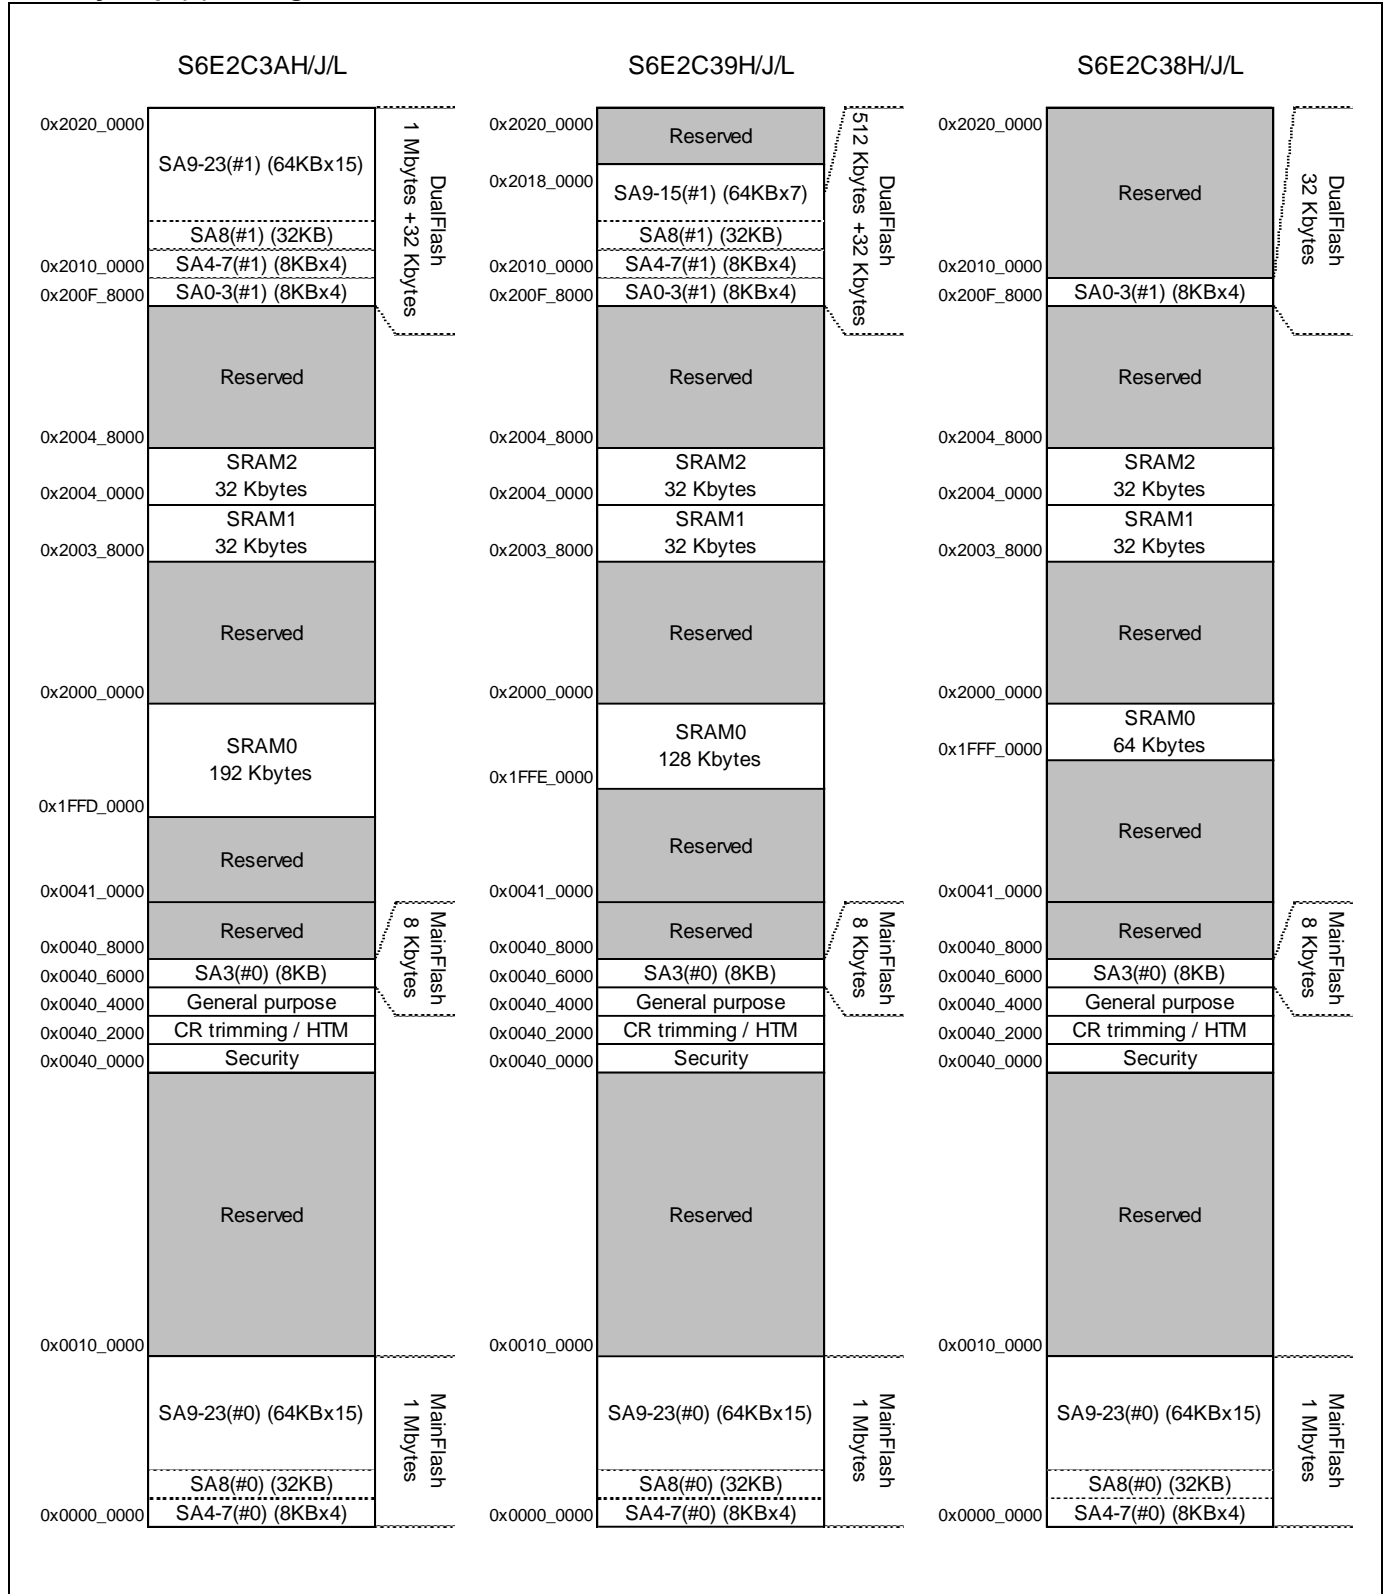 S6E2C3AH/J/L
0x2020_0000
SA9-23(#1) (64KBx15)
SA8(#1) (32KB)
0x2010_0000
SA4-7(#1) (8KBx4)
0x200F_8000
SA0-3(#1) (8KBx4)
DualFlash
1 Mbytes +32 Kbytes
Reserved
0x2004_8000
SRAM2
32 Kbytes
0x2004_0000
SRAM1
32 Kbytes
0x2003_8000
Reserved
0x2000_0000
SRAM0
192 Kbytes
0x1FFD_0000
Reserved
0x0041_0000
Reserved
0x0040_8000
SA3(#0) (8KB)
0x0040_6000
General purpose
0x0040_4000
CR trimming / HTM
0x0040_2000
Security
0x0040_0000
MainFlash
8 Kbytes
Reserved
0x0010_0000
SA9-23(#0) (64KBx15)
SA8(#0) (32KB)
SA4-7(#0) (8KBx4)
0x0000_0000
MainFlash
1 Mbytes
S6E2C39H/J/L
0x2020_0000
Reserved
0x2018_0000
SA9-15(#1) (64KBx7)
SA8(#1) (32KB)
0x2010_0000
SA4-7(#1) (8KBx4)
0x200F_8000
SA0-3(#1) (8KBx4)
DualFlash
512 Kbytes +32 Kbytes
Reserved
0x2004_8000
SRAM2
32 Kbytes
0x2004_0000
SRAM1
32 Kbytes
0x2003_8000
Reserved
0x2000_0000
SRAM0
128 Kbytes
0x1FFE_0000
Reserved
0x0041_0000
Reserved
0x0040_8000
SA3(#0) (8KB)
0x0040_6000
General purpose
0x0040_4000
CR trimming / HTM
0x0040_2000
Security
0x0040_0000
MainFlash
8 Kbytes
Reserved
0x0010_0000
SA9-23(#0) (64KBx15)
SA8(#0) (32KB)
SA4-7(#0) (8KBx4)
0x0000_0000
MainFlash
1 Mbytes
S6E2C38H/J/L
0x2020_0000
Reserved
0x2010_0000
0x200F_8000
SA0-3(#1) (8KBx4)
DualFlash
32 Kbytes
Reserved
0x2004_8000
SRAM2
32 Kbytes
0x2004_0000
SRAM1
32 Kbytes
0x2003_8000
Reserved
0x2000_0000
SRAM0
64 Kbytes
0x1FFF_0000
Reserved
0x0041_0000
Reserved
0x0040_8000
SA3(#0) (8KB)
0x0040_6000
General purpose
0x0040_4000
CR trimming / HTM
0x0040_2000
Security
0x0040_0000
MainFlash
8 Kbytes
Reserved
0x0010_0000
SA9-23(#0) (64KBx15)
SA8(#0) (32KB)
SA4-7(#0) (8KBx4)
0x0000_0000
MainFlash
1 Mbytes